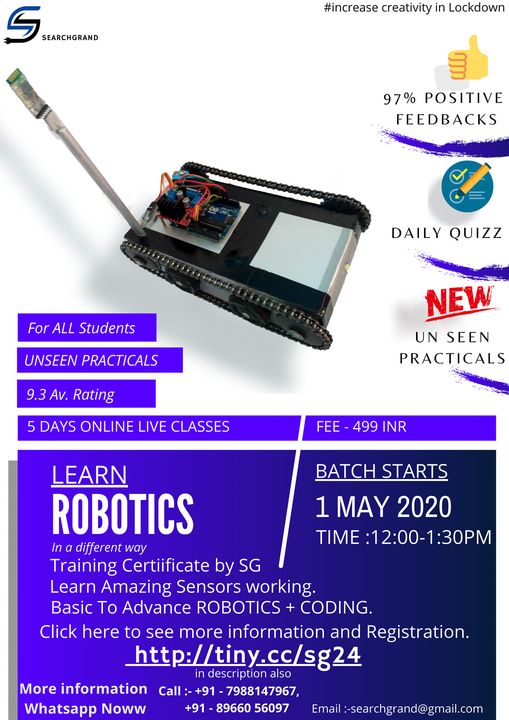 #increase creativity in Lockdown
SEARCHGRAND
97% POSITIVE
FEEDBACKS
DAILY QUIZZ
NEW
UN SEEN
PRACTICALS
For ALL Students
UNSEEN PRACTICALS
9.3 Av. Rating
5 DAYS ONLINE LIVE CLASSES
FEE - 499 INR
LEARN
ROBOTICS
In a different way
BATCH STARTS
1 MAY 2020
TIME :12:00-1:30PM
Training Certiificate by SG
Learn Amazing Sensors working.
Basic To Advance ROBOTICS + CODING.
Click here to see more information and Registration.
http://tiny.cc/sg24
in description also
More information
Whatsapp Noww
Call :- +91 - 7988147967,
+91 - 89660 56097
Email :-searchgrand@gmail.com